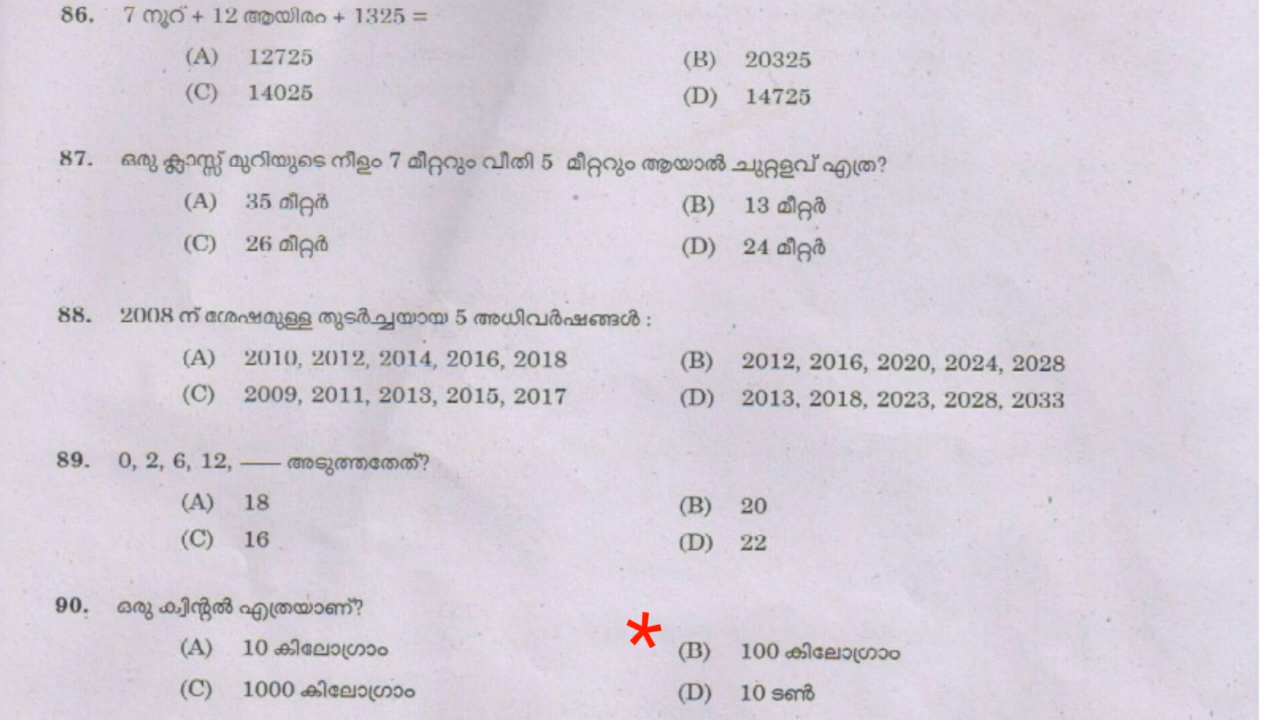 86. 7 നൂറ് + 12 ആയിരം + 1325 =
(A) 12725 (B) 20325
(C) 14025 (D) 14725
87. ഒരു ക്ലാസ്സ് മുറിയുടെ നീളം 7 മീറ്ററും വീതി 5 മീറ്ററും ആയാൽ ചുറ്റളവ് എത്ര?
(A) 35 മീറ്റർ (B) 13 മീറ്റർ
(C) 26 മീറ്റർ (D) 24 മീറ്റർ
88. 2008 ന് ശേഷമുള്ള തുടർച്ചയായ 5 അധിവർഷങ്ങൾ :
(A) 2010, 2012, 2014, 2016, 2018 (B) 2012, 2016, 2020, 2024, 2028
(C) 2009, 2011, 2013, 2015, 2017 (D) 2013, 2018, 2023, 2028, 2033
89. 0, 2, 6, 12, —— അടുത്തതേത്?
(A) 18 (B) 20
(C) 16 (D) 22
90. ഒരു ക്വിന്റൽ എത്രയാണ്?
(A) 10 കിലോഗ്രാം * (B) 100 കിലോഗ്രാം
(C) 1000 കിലോഗ്രാം (D) 10 ടൺ